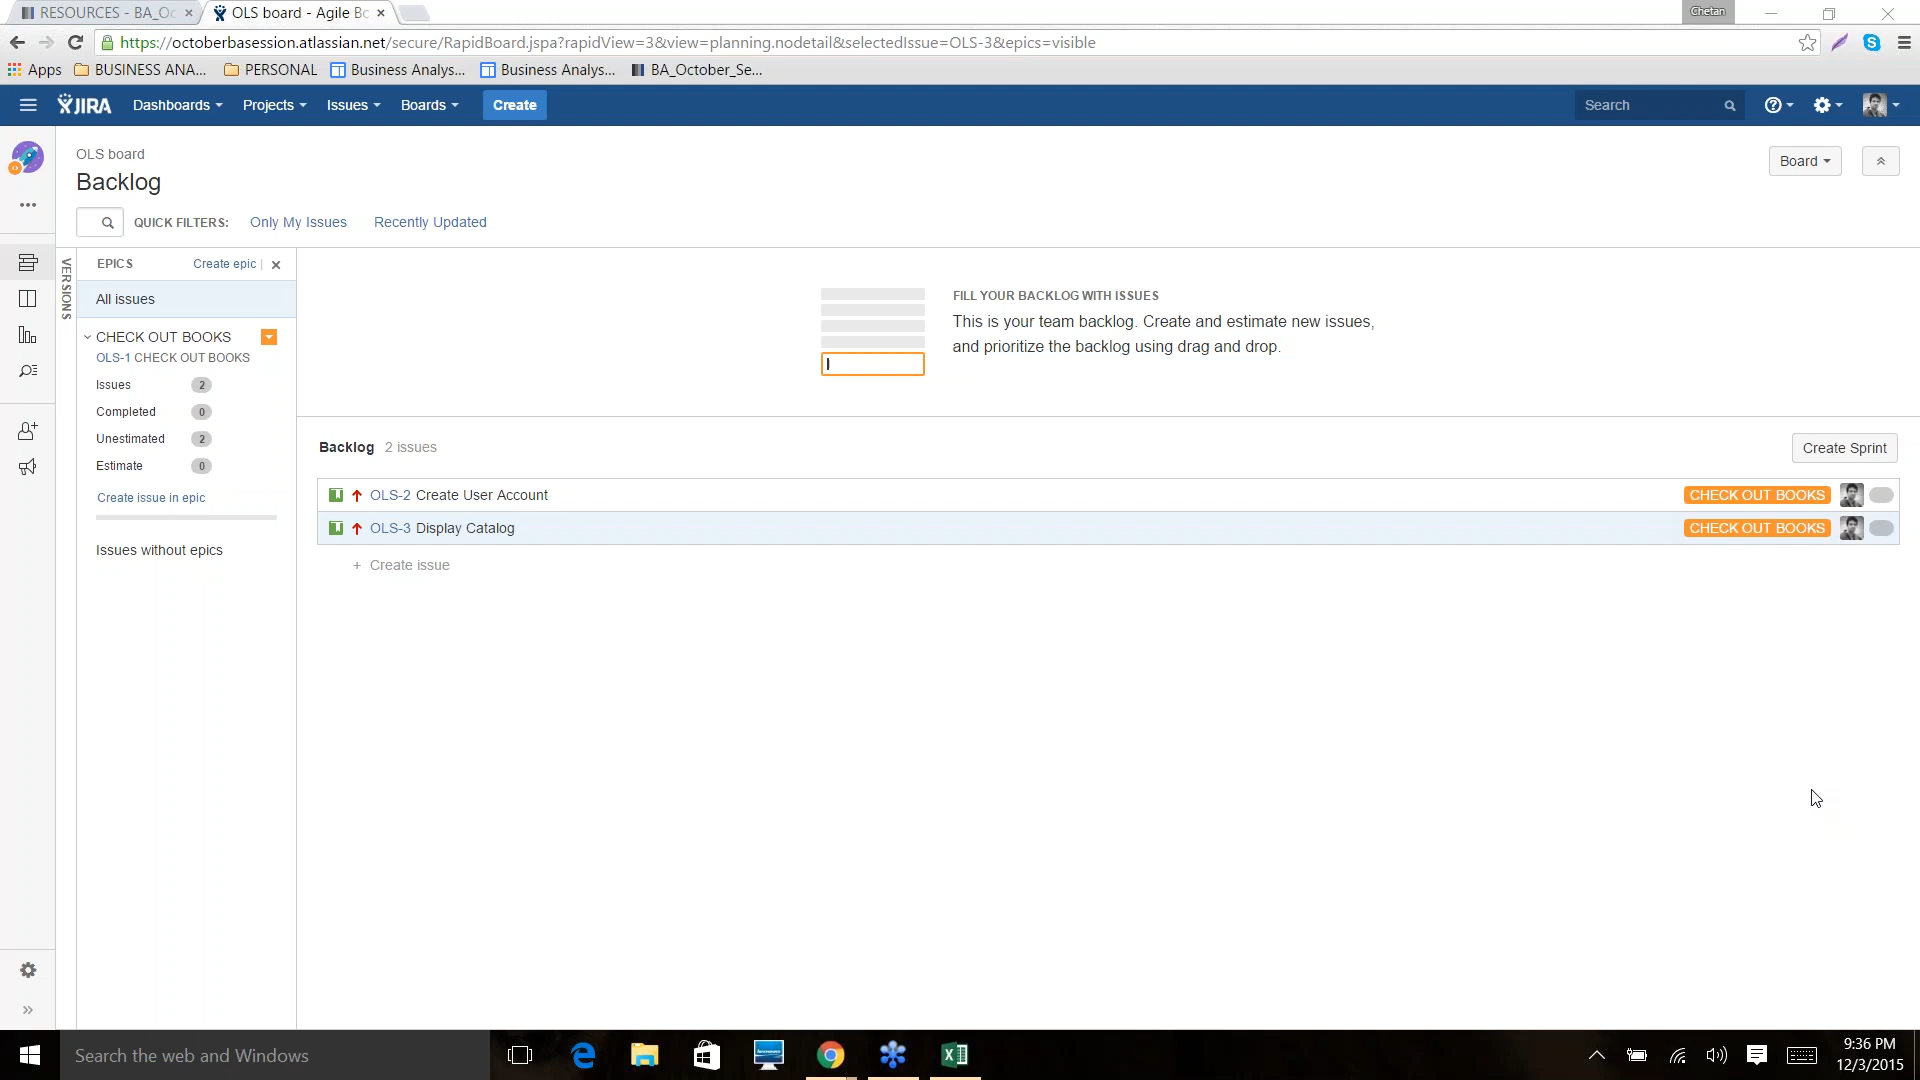 RESOURCES - BA_Oc
OLS board - Agile Bo
Chetan
https://octoberbasession.atlassian.net/secure/RapidBoard.jspa?rapidView=3&view=planning.nodetail&selectedIssue=OLS-3&epics=visible
Apps BUSINESS ANA... PERSONAL Business Analys... Business Analys... BA_October_Se...
JIRA Dashboards Projects Issues Boards Create Search
OLS board
Board
Backlog
QUICK FILTERS: Only My Issues Recently Updated
VERSIONS
EPICS Create epic
All issues
CHECK OUT BOOKS
OLS-1 CHECK OUT BOOKS
Issues 2
Completed 0
Unestimated 2
Estimate 0
Create issue in epic
Issues without epics
FILL YOUR BACKLOG WITH ISSUES
This is your team backlog. Create and estimate new issues,
and prioritize the backlog using drag and drop.
Backlog 2 issues
Create Sprint
OLS-2 Create User Account CHECK OUT BOOKS
OLS-3 Display Catalog CHECK OUT BOOKS
+ Create issue
Search the web and Windows
9:36 PM
12/3/2015